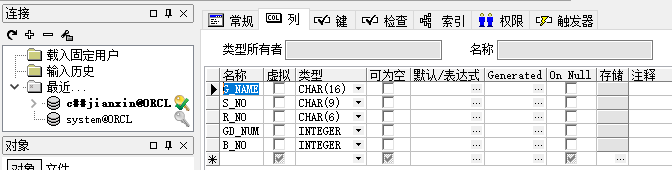 连接
载入固定用户
输入历史
最近...
c##jianxin@ORCL
system@ORCL
对象
对象 文件
常规 列 键 检查 索引 权限 触发器
类型所有者 名称
名称 虚拟 类型 可为空 默认/表达式 Generated On Null 存储 注释
G_NAME CHAR(16)
S_NO CHAR(9)
R_NO CHAR(6)
GD_NUM INTEGER
B_NO INTEGER